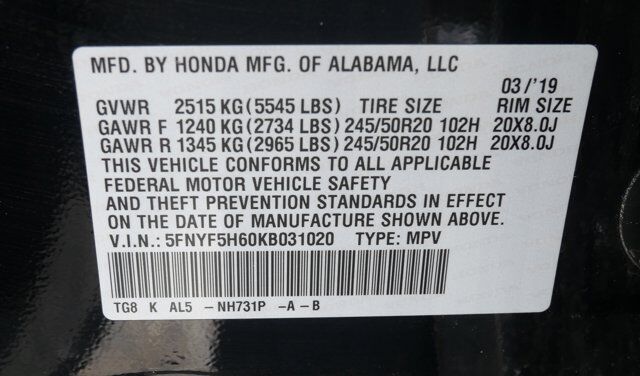 MFD. BY HONDA MFG. OF ALABAMA, LLC
03/'19
GVWR 2515 KG (5545 LBS) TIRE SIZE RIM SIZE
GAWR F 1240 KG (2734 LBS) 245/50R20 102H 20X8.0J
GAWR R 1345 KG (2965 LBS) 245/50R20 102H 20X8.0J
THIS VEHICLE CONFORMS TO ALL APPLICABLE
FEDERAL MOTOR VEHICLE SAFETY
AND THEFT PREVENTION STANDARDS IN EFFECT
ON THE DATE OF MANUFACTURE SHOWN ABOVE.
V.I.N.: 5FNYF5H60KB031020 TYPE: MPV
TG8 K AL5 -NH731P -A-B